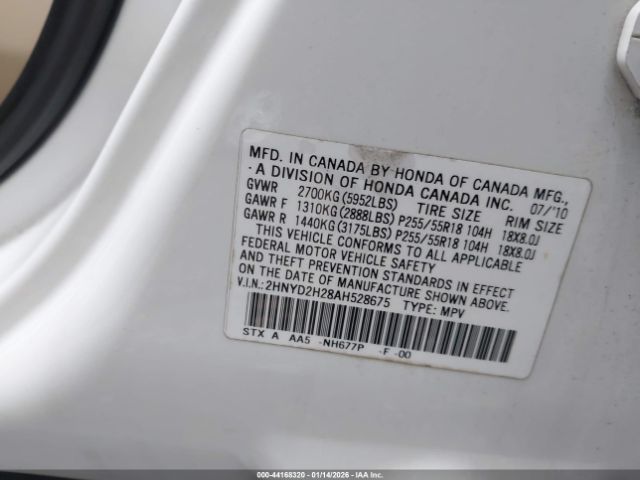 MFD. IN CANADA BY HONDA OF CANADA MFG.,
- A DIVISION OF HONDA CANADA INC. 07/'10
GVWR 2700KG(5952LBS) TIRE SIZE RIM SIZE
GAWR F 1310KG(2888LBS)P255/55R18 104H 18X8.0J
GAWR R 1440KG(3175LBS)P255/55R18 104H 18X8.0J
THIS VEHICLE CONFORMS TO ALL APPLICABLE
FEDERAL MOTOR VEHICLE SAFETY AND
THEFT PREVENTION STANDARDS IN EFFECT
ON THE DATE OF MANUFACTURE SHOWN ABOVE.
V.I.N.:2HNYD2H28AH528675 TYPE: MPV
STX A AA5 -NH677P -F -00
000-44168320 - 01/14/2026 - IAA Inc.